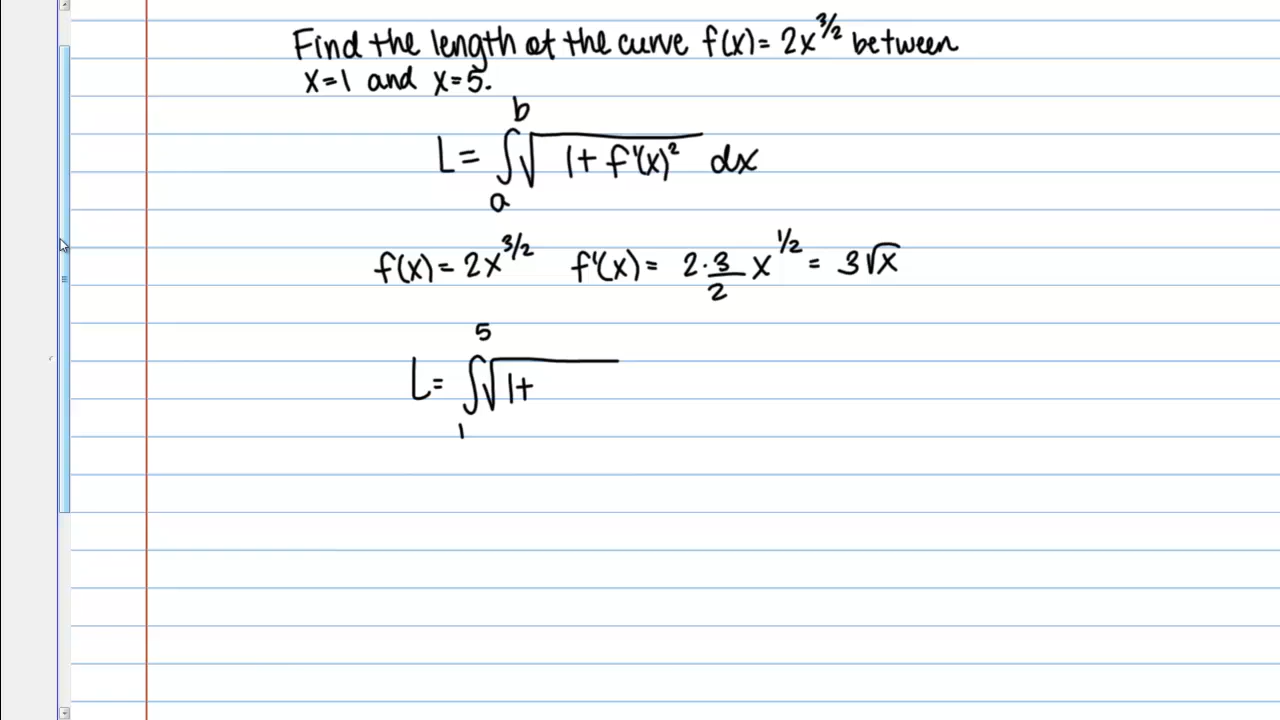 Find the length of the curve f(x) = 2x^{3/2} between
x=1 and x=5.
L = ∫_a^b √(1 + f'(x)²) dx
f(x) = 2x^{3/2} f'(x) = 2·3/2 x^{1/2} = 3√x
L = ∫_1^5 √(1+